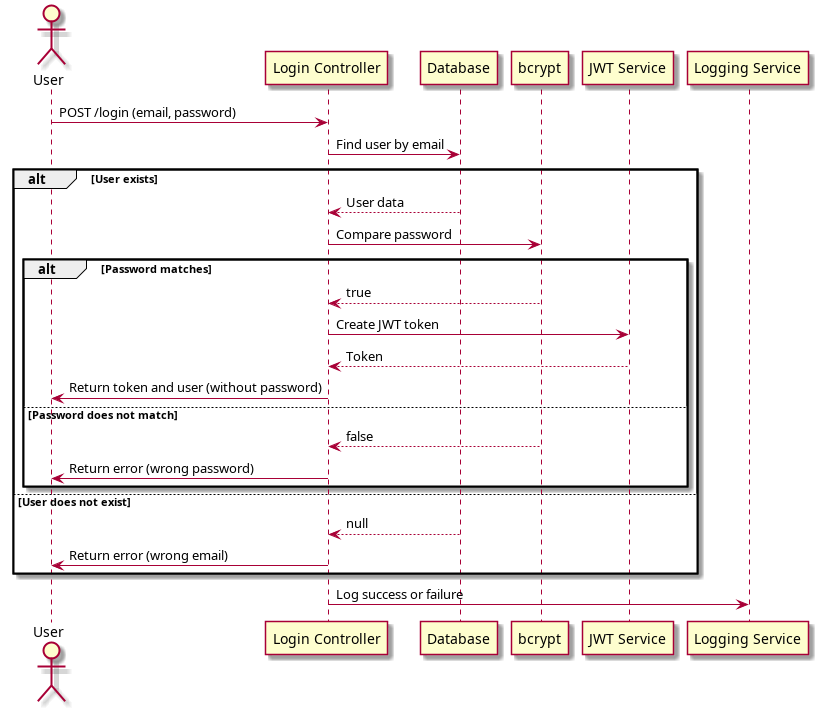 User
Login Controller
Database
bcrypt
JWT Service
Logging Service
POST /login (email, password)
Find user by email
alt [User exists]
User data
Compare password
alt [Password matches]
true
Create JWT token
Token
Return token and user (without password)
[Password does not match]
false
Return error (wrong password)
[User does not exist]
null
Return error (wrong email)
Log success or failure
User
Login Controller
Database
bcrypt
JWT Service
Logging Service